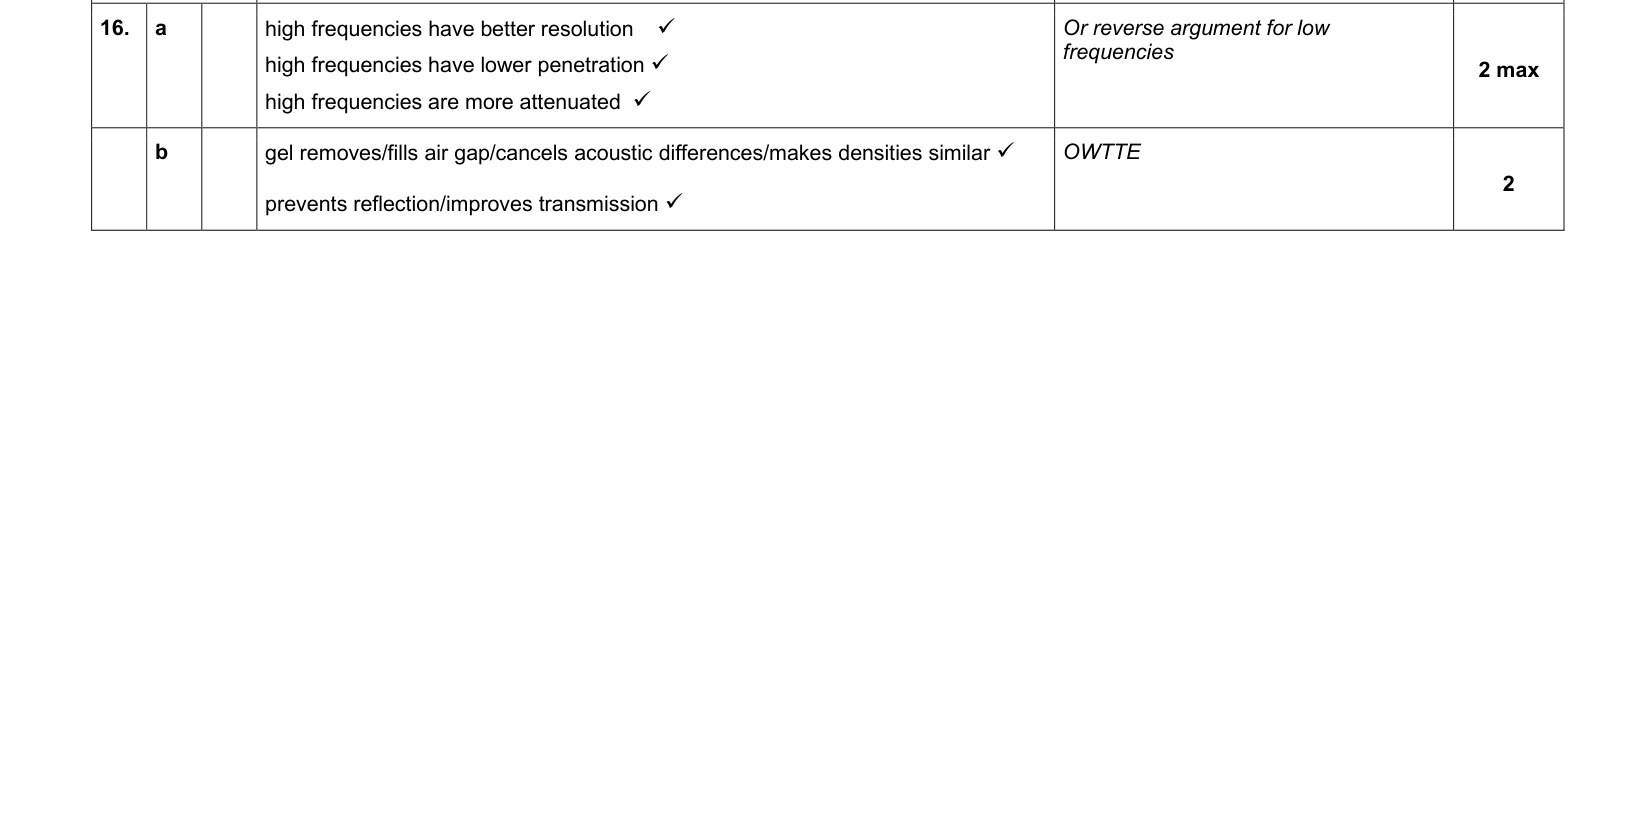 16. a high frequencies have better resolution ✓ Or reverse argument for low
frequencies
high frequencies have lower penetration ✓
2 max
high frequencies are more attenuated ✓
b gel removes/fills air gap/cancels acoustic differences/makes densities similar ✓ OWTTE
2
prevents reflection/improves transmission ✓